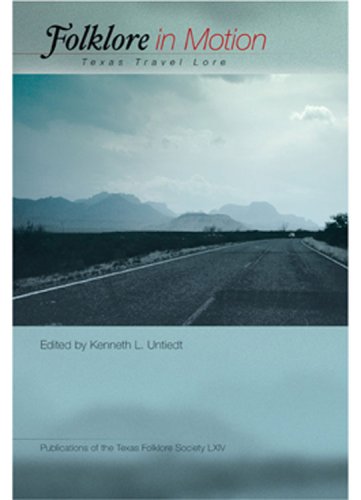 Folklore in Motion
Texas Travel Lore
Edited by Kenneth L. Untiedt
Publications of the Texas Folklore Society LXIV